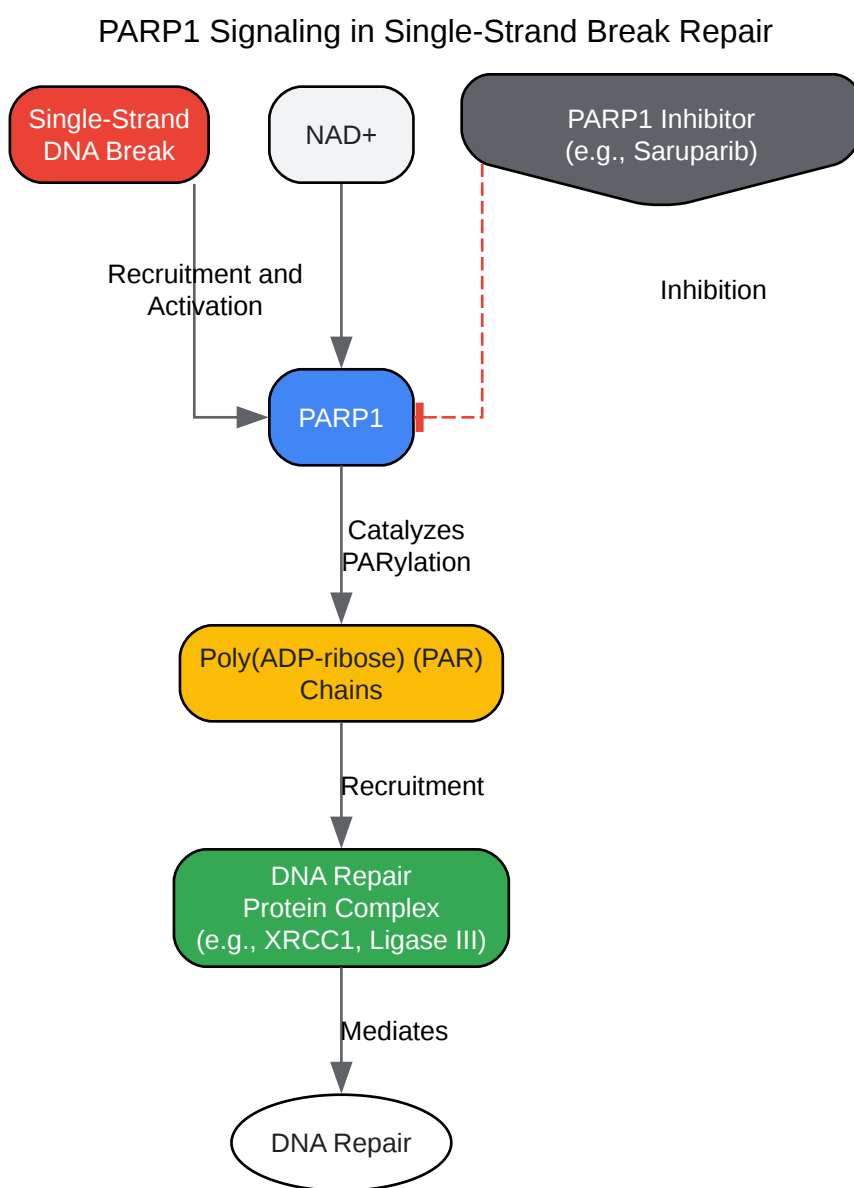 PARP1 Signaling in Single-Strand Break Repair
Single-Strand
DNA Break
NAD+
PARP1 Inhibitor
(e.g., Saruparib)
Recruitment and
Activation
Inhibition
PARP1
Catalyzes
PARylation
Poly(ADP-ribose) (PAR)
Chains
Recruitment
DNA Repair
Protein Complex
(e.g., XRCC1, Ligase III)
Mediates
DNA Repair